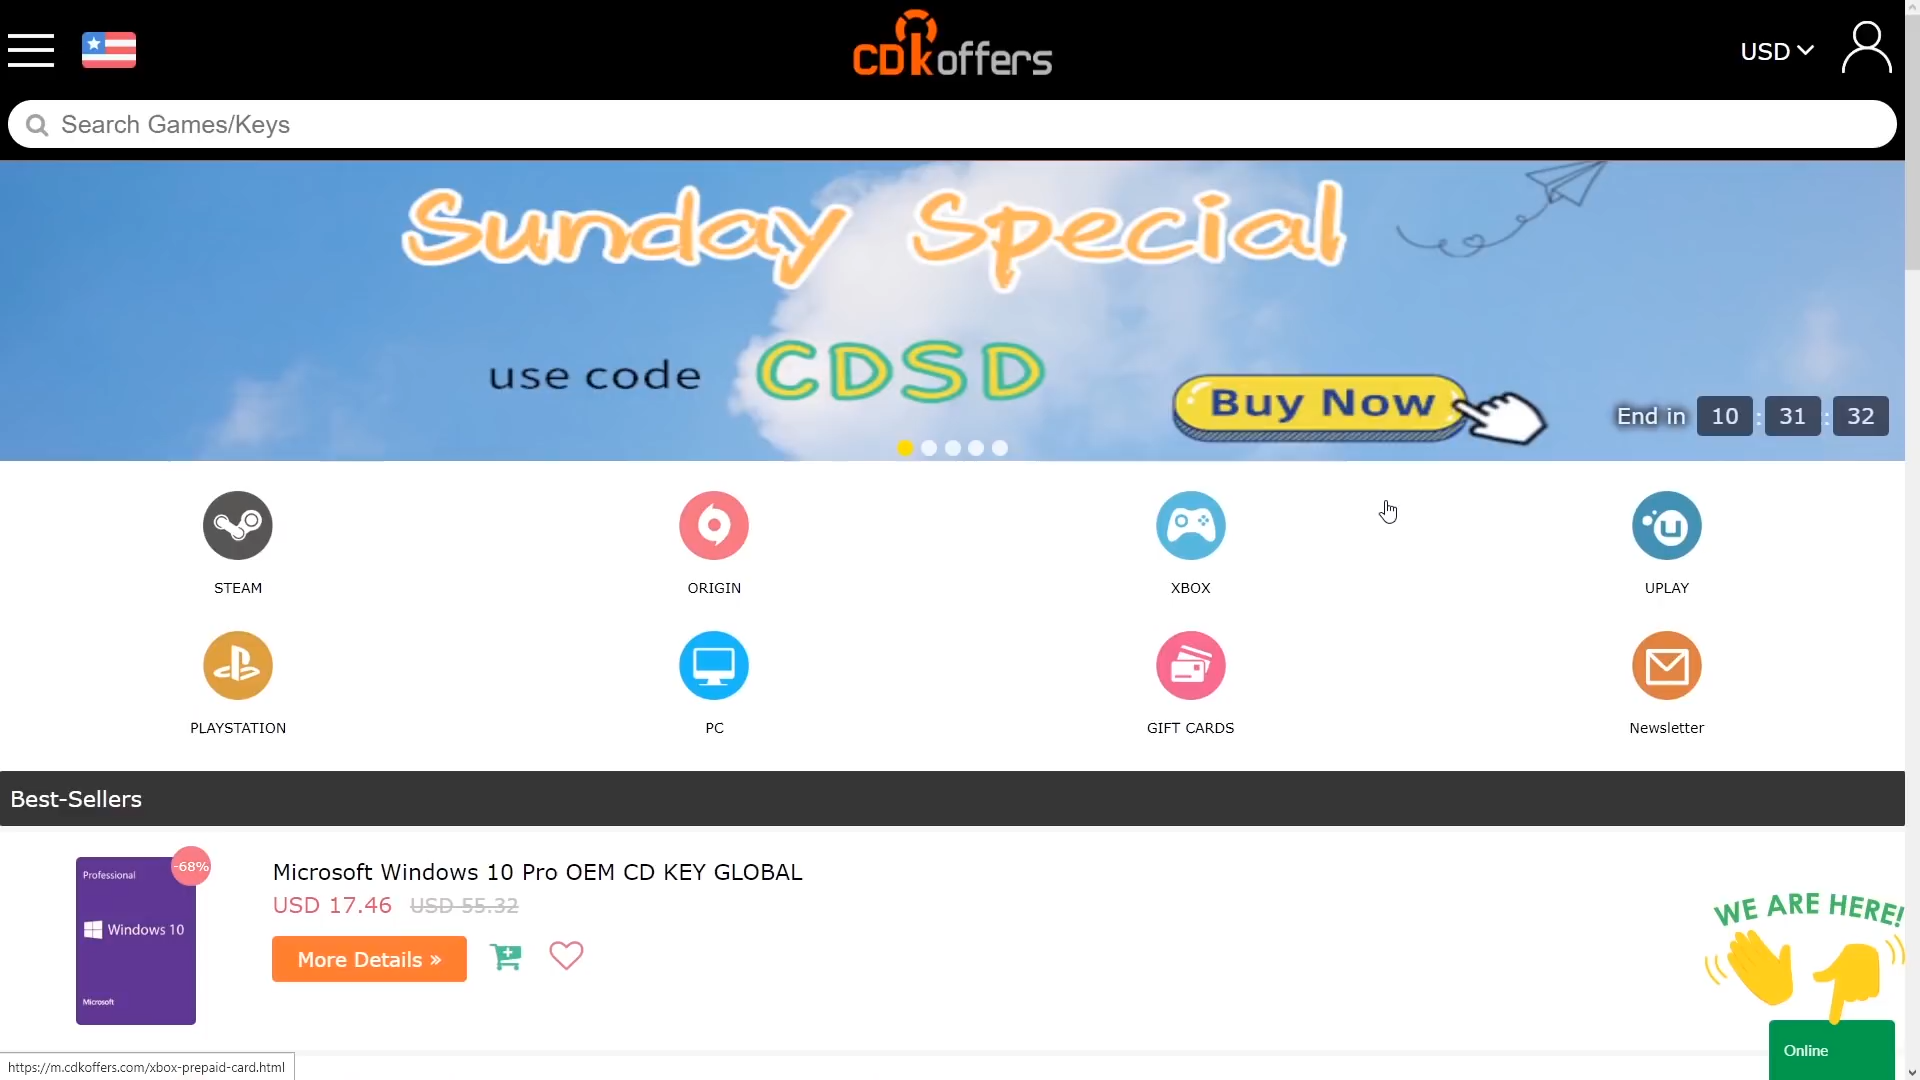 CDkoffers
USD
Search Games/Keys
Sunday Special
use code CDSD
Buy Now
End in 10 : 31 : 32
STEAM
ORIGIN
XBOX
UPLAY
PLAYSTATION
PC
GIFT CARDS
Newsletter
Best-Sellers
Professional
-68%
Windows 10
Microsoft
Microsoft Windows 10 Pro OEM CD KEY GLOBAL
USD 17.46 USD 55.32
More Details »
WE ARE HERE!
Online
https://m.cdkoffers.com/xbox-prepaid-card.html